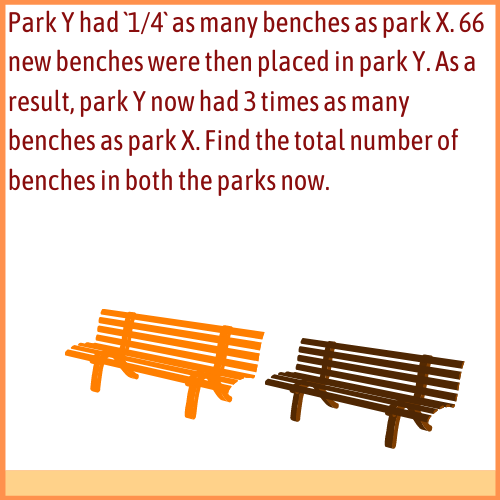 Park Y had `1/4` as many benches as park X. 66
new benches were then placed in park Y. As a
result, park Y now had 3 times as many
benches as park X. Find the total number of
benches in both the parks now.